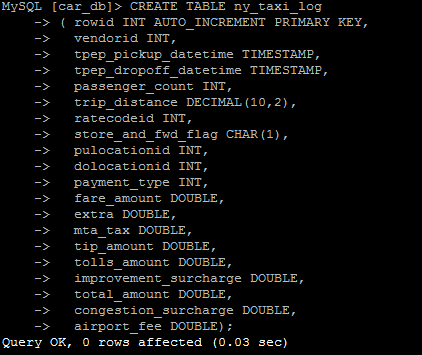 MySQL [car_db]> CREATE TABLE ny_taxi_log
-> ( rowid INT AUTO_INCREMENT PRIMARY KEY,
-> vendorid INT,
-> tpep_pickup_datetime TIMESTAMP,
-> tpep_dropoff_datetime TIMESTAMP,
-> passenger_count INT,
-> trip_distance DECIMAL(10,2),
-> ratecodeid INT,
-> store_and_fwd_flag CHAR(1),
-> pulocationid INT,
-> dolocationid INT,
-> payment_type INT,
-> fare_amount DOUBLE,
-> extra DOUBLE,
-> mta_tax DOUBLE,
-> tip_amount DOUBLE,
-> tolls_amount DOUBLE,
-> improvement_surcharge DOUBLE,
-> total_amount DOUBLE,
-> congestion_surcharge DOUBLE,
-> airport_fee DOUBLE);
Query OK, 0 rows affected (0.03 sec)